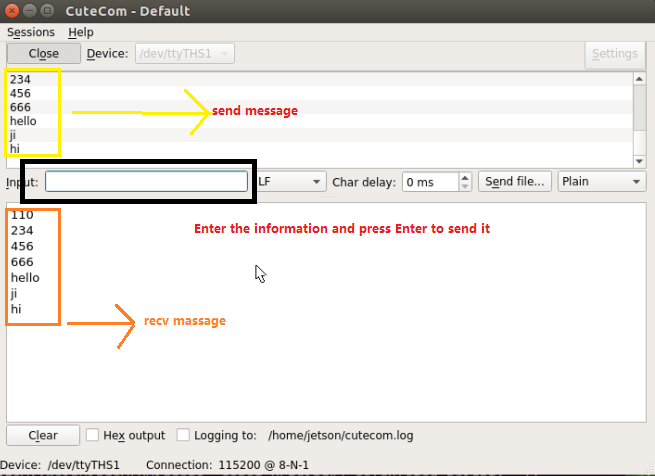 CuteCom - Default
Sessions Help
Close Device: /dev/ttyTHS1 Settings
234
456
666
hello
ji
hi
send message
Input: LF Char delay: 0 ms Send file... Plain
110
234
456
666
hello
ji
hi
Enter the information and press Enter to send it
recv massage
Clear Hex output Logging to: /home/jetson/cutecom.log
Device: /dev/ttyTHS1 Connection: 115200 @ 8-N-1